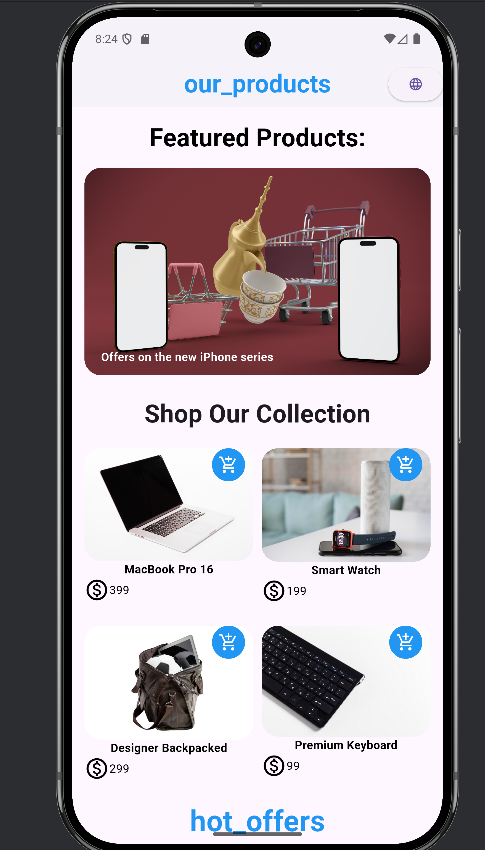 8:24
our_products
Featured Products:
Offers on the new iPhone series
Shop Our Collection
MacBook Pro 16
Smart Watch
$399
$199
Designer Backpacked
Premium Keyboard
$299
$99
hot_offers